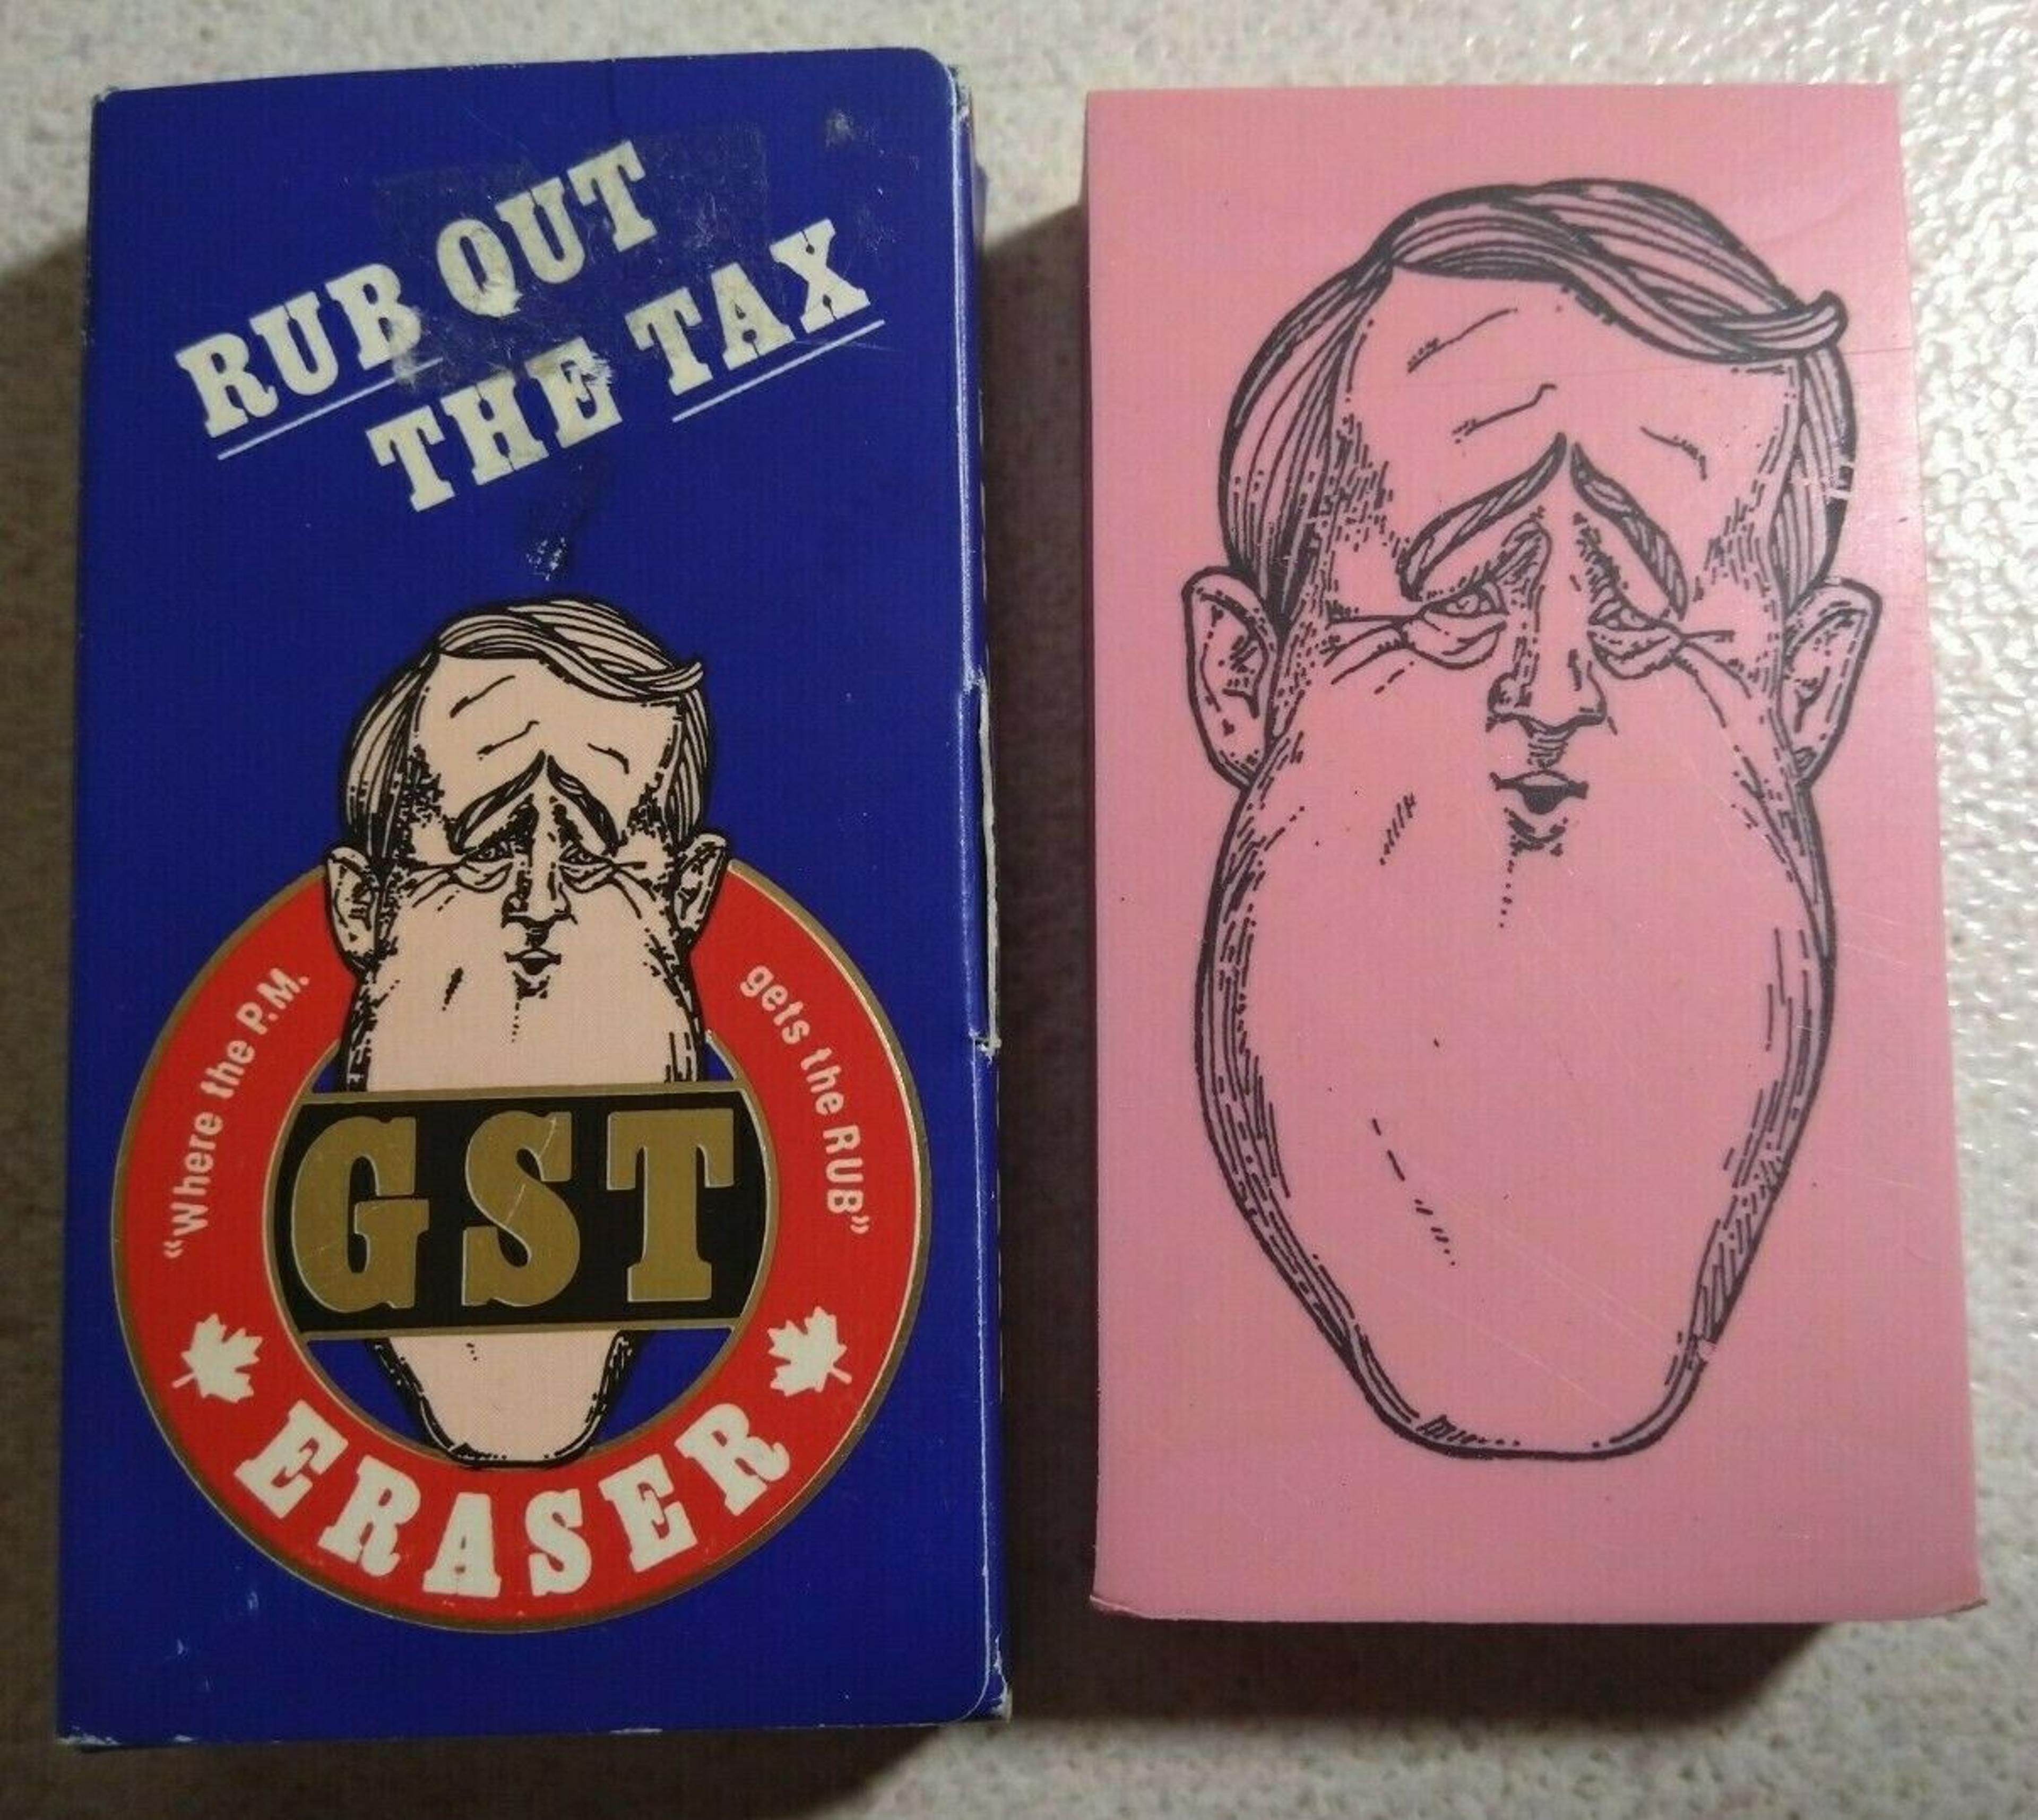 RUB OUT
THE TAX
"Where the P.M.
gets the RUB"
GST
ERASER